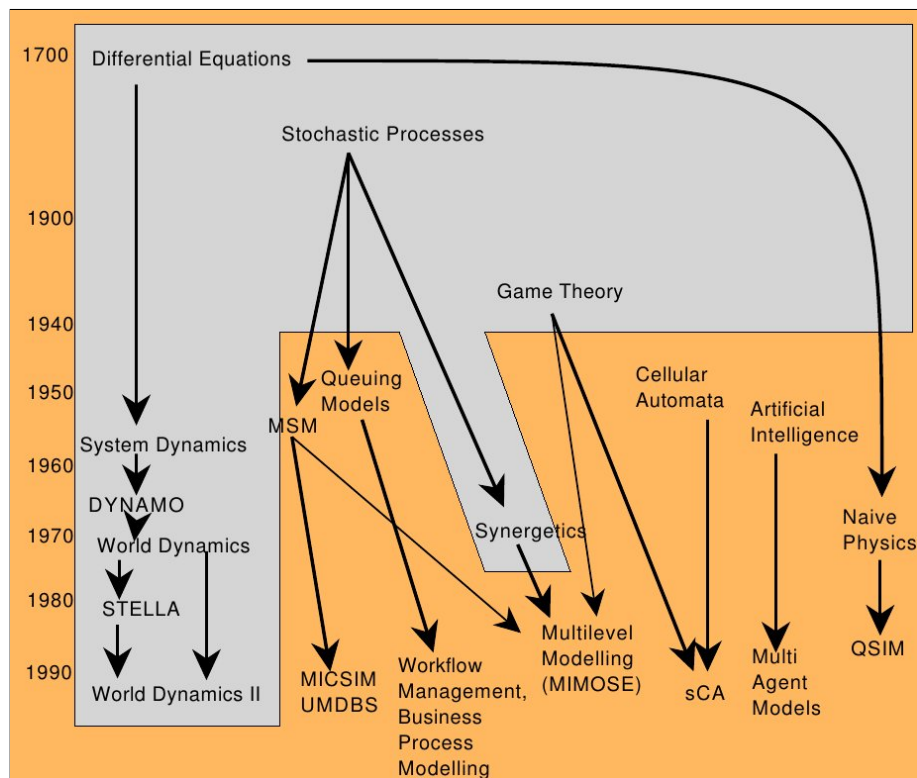 1700
Differential Equations
Stochastic Processes
1900
Game Theory
1940
Cellular
Automata
Queuing
Models
1950
Artificial
Intelligence
MSM
System Dynamics
1960
DYNAMO
Naive
Physics
Synergetics
1970
World Dynamics
1980
STELLA
Multilevel
Modelling
(MIMOSE)
QSIM
1990
World Dynamics II
MICSIM
UMDBS
Workflow
Management,
Business
Process
Modelling
sCA
Multi
Agent
Models